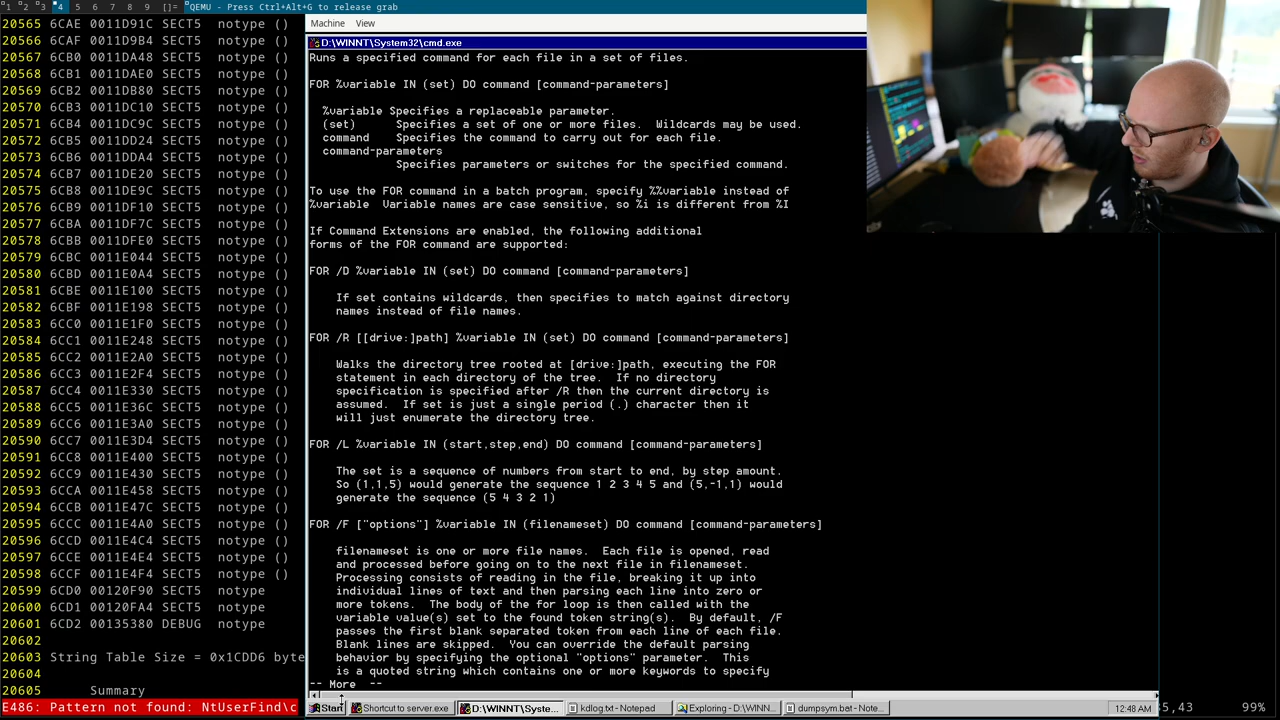 1 2 3 4 5 6 7 8 9 []= QEMU - Press Ctrl+Alt+G to release grab
20565 6CAE 0011D91C SECT5  notype ()
20566 6CAF 0011D9B4 SECT5  notype ()
20567 6CB0 0011DA48 SECT5  notype ()
20568 6CB1 0011DAE0 SECT5  notype ()
20569 6CB2 0011DB80 SECT5  notype ()
20570 6CB3 0011DC10 SECT5  notype ()
20571 6CB4 0011DC9C SECT5  notype ()
20572 6CB5 0011DD24 SECT5  notype ()
20573 6CB6 0011DDA4 SECT5  notype ()
20574 6CB7 0011DE20 SECT5  notype ()
20575 6CB8 0011DE9C SECT5  notype ()
20576 6CB9 0011DF10 SECT5  notype ()
20577 6CBA 0011DF7C SECT5  notype ()
20578 6CBB 0011DFE0 SECT5  notype ()
20579 6CBC 0011E044 SECT5  notype ()
20580 6CBD 0011E0A4 SECT5  notype ()
20581 6CBE 0011E100 SECT5  notype ()
20582 6CBF 0011E198 SECT5  notype ()
20583 6CC0 0011E1F0 SECT5  notype ()
20584 6CC1 0011E248 SECT5  notype ()
20585 6CC2 0011E2A0 SECT5  notype ()
20586 6CC3 0011E2F4 SECT5  notype ()
20587 6CC4 0011E330 SECT5  notype ()
20588 6CC5 0011E36C SECT5  notype ()
20589 6CC6 0011E3A0 SECT5  notype ()
20590 6CC7 0011E3D4 SECT5  notype ()
20591 6CC8 0011E400 SECT5  notype ()
20592 6CC9 0011E430 SECT5  notype ()
20593 6CCA 0011E458 SECT5  notype ()
20594 6CCB 0011E47C SECT5  notype ()
20595 6CCC 0011E4A0 SECT5  notype ()
20596 6CCD 0011E4C4 SECT5  notype ()
20597 6CCE 0011E4E4 SECT5  notype ()
20598 6CCF 0011E4F4 SECT5  notype ()
20599 6CD0 00120F90 SECT5  notype
20600 6CD1 00120FA4 SECT5  notype
20601 6CD2 00135380 DEBUG  notype
20602
20603 String Table Size = 0x1CDD6 byte
20604
20605      Summary
E486: Pattern not found: NtUserFind\c
Machine View
D:\WINNT\System32\cmd.exe
Runs a specified command for each file in a set of files.
FOR %variable IN (set) DO command [command-parameters]
%variable Specifies a replaceable parameter.
(set)      Specifies a set of one or more files.  Wildcards may be used.
command    Specifies the command to carry out for each file.
command-parameters
Specifies parameters or switches for the specified command.
To use the FOR command in a batch program, specify %%variable instead of
%variable  Variable names are case sensitive, so %i is different from %I
If Command Extensions are enabled, the following additional
forms of the FOR command are supported:
FOR /D %variable IN (set) DO command [command-parameters]
If set contains wildcards, then specifies to match against directory
names instead of file names.
FOR /R [[drive:]path] %variable IN (set) DO command [command-parameters]
Walks the directory tree rooted at [drive:]path, executing the FOR
statement in each directory of the tree.  If no directory
specification is specified after /R then the current directory is
assumed.  If set is just a single period (.) character then it
will just enumerate the directory tree.
FOR /L %variable IN (start,step,end) DO command [command-parameters]
The set is a sequence of numbers from start to end, by step amount.
So (1,1,5) would generate the sequence 1 2 3 4 5 and (5,-1,1) would
generate the sequence (5 4 3 2 1)
FOR /F ["options"] %variable IN (filenameset) DO command [command-parameters]
filenameset is one or more file names.  Each file is opened, read
and processed before going on to the next file in filenameset.
Processing consists of reading in the file, breaking it up into
individual lines of text and then parsing each line into zero or
more tokens.  The body of the for loop is then called with the
variable value(s) set to the found token string(s).  By default, /F
passes the first blank separated token from each line of each file.
Blank lines are skipped.  You can override the default parsing
behavior by specifying the optional "options" parameter.  This
is a quoted string which contains one or more keywords to specify
-- More  --
Start Shortcut to server.exe D:\WINNT\Syste... kdlog.txt - Notepad Exploring - D:\WINN... dumpsym.bat - Note... 12:48 AM
5,43 99%